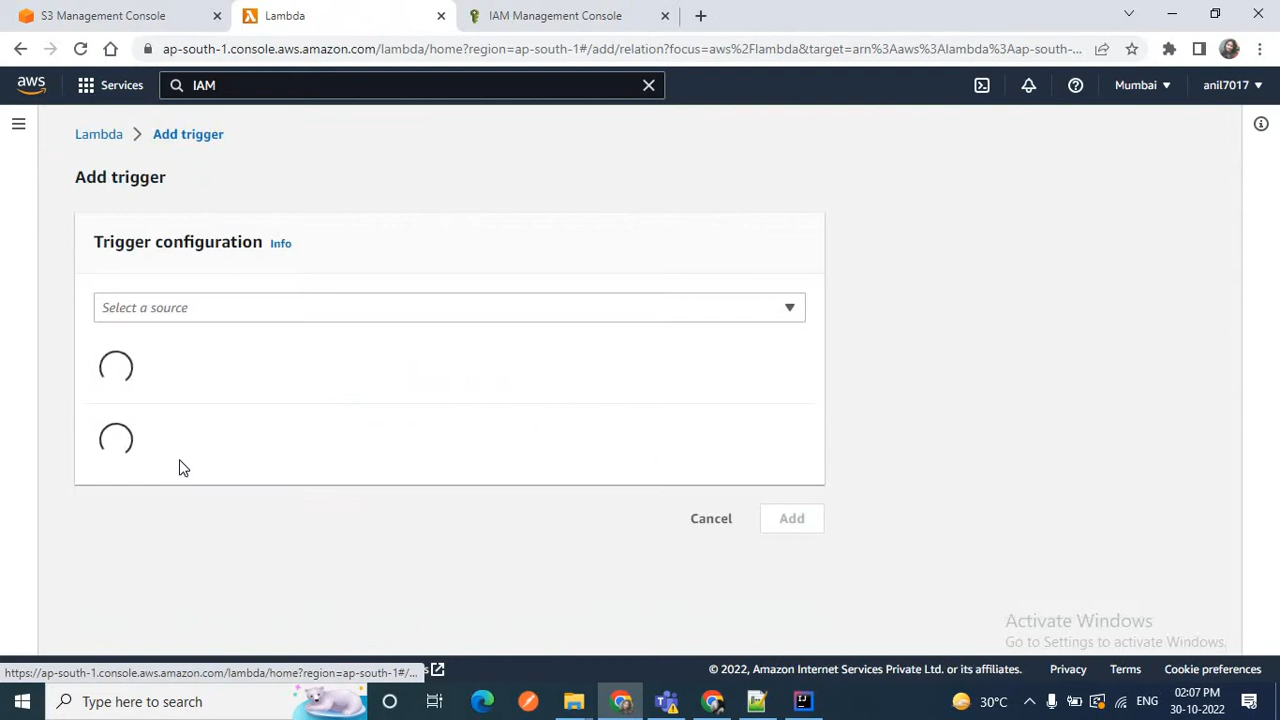 S3 Management Console
Lambda
IAM Management Console
ap-south-1.console.aws.amazon.com/lambda/home?region=ap-south-1#/add/relation?focus=aws%2Flambda&target=arn%3Aaws%3Alambda%3Aap-south-...
aws
Services
IAM
Mumbai
anil7017
Lambda
Add trigger
Add trigger
Trigger configuration Info
Select a source
Cancel
Add
Activate Windows
Go to Settings to activate Windows.
https://ap-south-1.console.aws.amazon.com/lambda/home?region=ap-south-1#/...
© 2022, Amazon Internet Services Private Ltd. or its affiliates.
Privacy
Terms
Cookie preferences
Type here to search
30°C
ENG
02:07 PM
30-10-2022